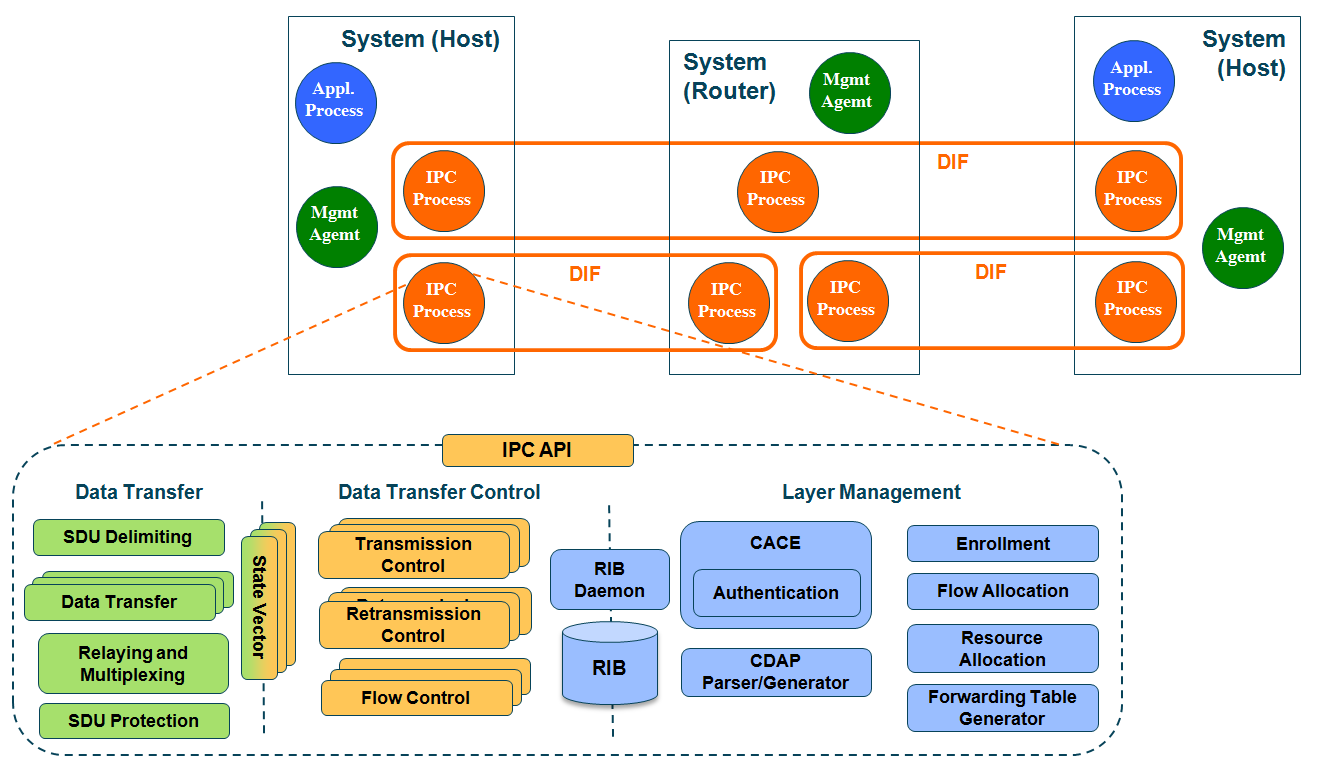 System (Host)
Appl.
Process
Mgmt
Agemt
System
(Router)
Mgmt
Agemt
System
(Host)
Appl.
Process
Mgmt
Agemt
DIF
IPC
Process
IPC
Process
IPC
Process
DIF
IPC
Process
IPC
Process
DIF
IPC
Process
IPC
Process
IPC API
Data Transfer
SDU Delimiting
Data Transfer
Relaying and
Multiplexing
SDU Protection
State Vector
Data Transfer Control
Transmission
Control
Retransmission
Control
Flow Control
RIB
Daemon
RIB
Layer Management
CACE
Authentication
CDAP
Parser/Generator
Enrollment
Flow Allocation
Resource
Allocation
Forwarding Table
Generator